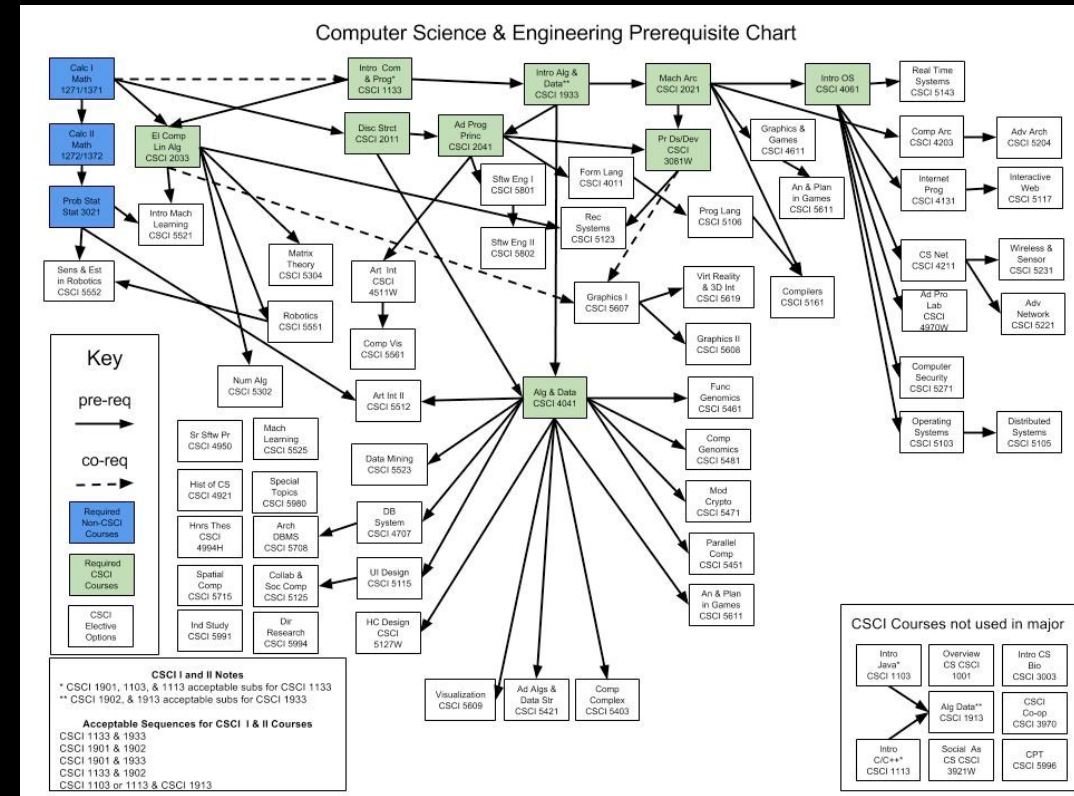 Computer Science & Engineering Prerequisite Chart
Calc I
Math
1271/1371
Intro Com
& Prog*
CSCI 1133
Intro Alg &
Data**
CSCI 1933
Mach Arc
CSCI 2021
Intro OS
CSCI 4061
Real Time
Systems
CSCI 5143
Calc II
Math
1272/1372
El Comp
Lin Alg
CSCI 2033
Disc Strct
CSCI 2011
Ad Prog
Princ
CSCI 2041
Pr Ds/Dev
CSCI
3081W
Graphics &
Games
CSCI 4611
Comp Arc
CSCI 4203
Adv Arch
CSCI 5204
Prob Stat
Stat 3021
Intro Mach
Learning
CSCI 5521
Sftw Eng I
CSCI 5801
Form Lang
CSCI 4011
An & Plan
in Games
CSCI 5611
Internet
Prog
CSCI 4131
Interactive
Web
CSCI 5117
Sftw Eng II
CSCI 5802
Rec
Systems
CSCI 5123
Prog Lang
CSCI 5106
Sens & Est
in Robotics
CSCI 5552
Matrix
Theory
CSCI 5304
Art Int
CSCI
4511W
Virt Reality
& 3D Int
CSCI 5619
Compilers
CSCI 5161
CS Net
CSCI 4211
Wireless &
Sensor
CSCI 5231
Robotics
CSCI 5551
Graphics I
CSCI 5607
Ad Pro
Lab
CSCI
4970W
Adv
Network
CSCI 5221
Comp Vis
CSCI 5561
Graphics II
CSCI 5608
Key
pre-req
co-req
Required
Non-CSCI
Courses
Required
CSCI
Courses
CSCI
Elective
Options
Num Alg
CSCI 5302
Art Int II
CSCI 5512
Alg & Data
CSCI 4041
Func
Genomics
CSCI 5461
Computer
Security
CSCI 5271
Operating
Systems
CSCI 5103
Distributed
Systems
CSCI 5105
Sr Sftw Pr
CSCI 4950
Mach
Learning
CSCI 5525
Data Mining
CSCI 5523
Comp
Genomics
CSCI 5481
Hist of CS
CSCI 4921
Special
Topics
CSCI 5980
DB
System
CSCI 4707
Mod
Crypto
CSCI 5471
Hnrs Thes
CSCI
4994H
Arch
DBMS
CSCI 5708
Parallel
Comp
CSCI 5451
Spatial
Comp
CSCI 5715
Collab &
Soc Comp
CSCI 5125
UI Design
CSCI 5115
An & Plan
in Games
CSCI 5611
Ind Study
CSCI 5991
Dir
Research
CSCI 5994
HC Design
CSCI
5127W
Visualization
CSCI 5609
Ad Algs &
Data Str
CSCI 5421
Comp
Complex
CSCI 5403
CSCI I and II Notes
* CSCI 1901, 1103, & 1113 acceptable subs for CSCI 1133
** CSCI 1902, & 1913 acceptable subs for CSCI 1933
Acceptable Sequences for CSCI I & II Courses
CSCI 1133 & 1933
CSCI 1901 & 1902
CSCI 1901 & 1933
CSCI 1133 & 1902
CSCI 1103 or 1113 & CSCI 1913
CSCI Courses not used in major
Intro
Java*
CSCI 1103
Overview
CS CSCI
1001
Intro CS
Bio
CSCI 3003
Alg Data**
CSCI 1913
CSCI
Co-op
CSCI 3970
Intro
C/C++*
CSCI 1113
Social As
CS CSCI
3921W
CPT
CSCI 5996